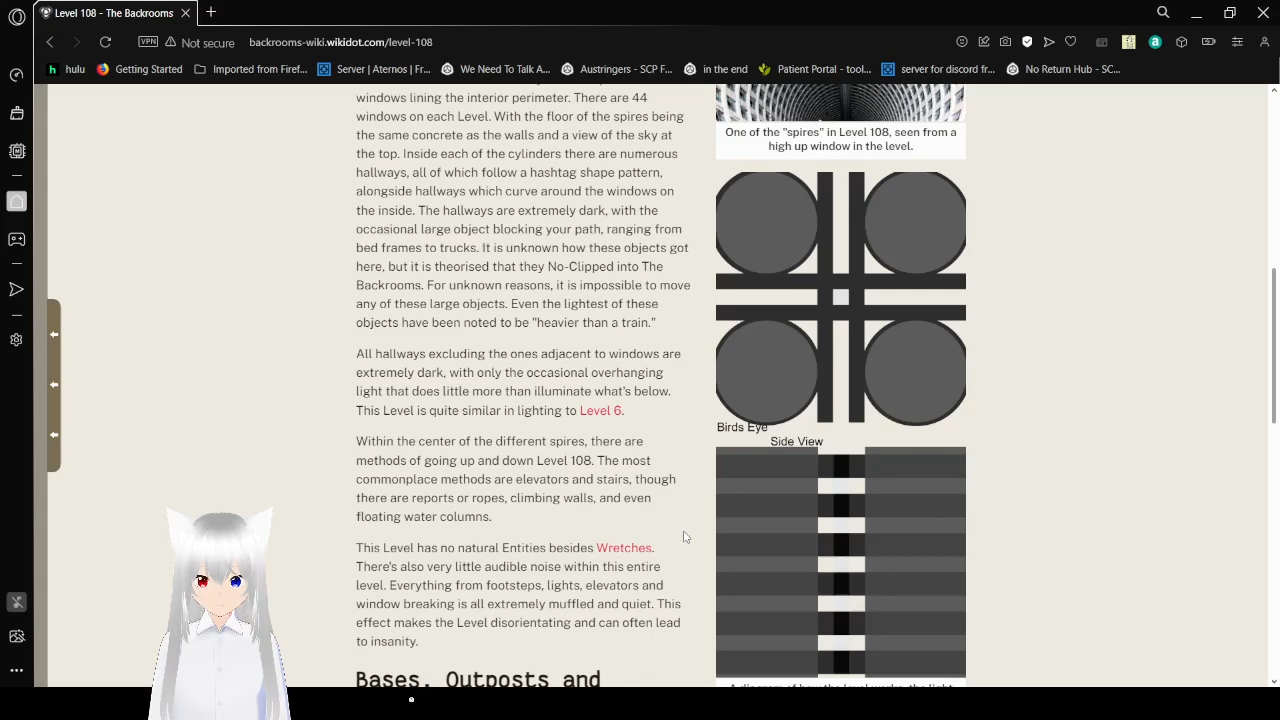 Level 108 - The Backrooms
VPN
Not secure
backrooms-wiki.wikidot.com/level-108
hulu
Getting Started
Imported from Firef...
Server | Aternos | Fr...
We Need To Talk A...
Austringers - SCP F...
in the end
Patient Portal - tool...
server for discord fr...
No Return Hub - SC...
windows lining the interior perimeter. There are 44
windows on each Level. With the floor of the spires being
the same concrete as the walls and a view of the sky at
the top. Inside each of the cylinders there are numerous
hallways, all of which follow a hashtag shape pattern,
alongside hallways which curve around the windows on
the inside. The hallways are extremely dark, with the
occasional large object blocking your path, ranging from
bed frames to trucks. It is unknown how these objects got
here, but it is theorised that they No-Clipped into The
Backrooms. For unknown reasons, it is impossible to move
any of these large objects. Even the lightest of these
objects have been noted to be "heavier than a train."
All hallways excluding the ones adjacent to windows are
extremely dark, with only the occasional overhanging
light that does little more than illuminate what's below.
This Level is quite similar in lighting to Level 6.
Within the center of the different spires, there are
methods of going up and down Level 108. The most
commonplace methods are elevators and stairs, though
there are reports or ropes, climbing walls, and even
floating water columns.
This Level has no natural Entities besides Wretches.
There's also very little audible noise within this entire
level. Everything from footsteps, lights, elevators and
window breaking is all extremely muffled and quiet. This
effect makes the Level disorientating and can often lead
to insanity.
Bases, Outposts and
One of the "spires" in Level 108, seen from a
high up window in the level.
Birds Eye
Side View
A diagram of how the level works, the light